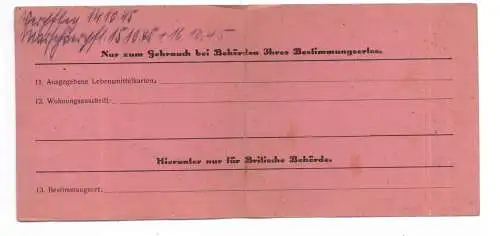 14.10.45
15.10.45 + 16.10.45
Nur zum Gebrauch bei Behörden Ihres Bestimmungsortes.
11. Ausgegebene Lebensmittelkarten:
12. Wohnungsanschrift:
Hierunter nur für Britische Behörde.
13. Bestimmungsort: